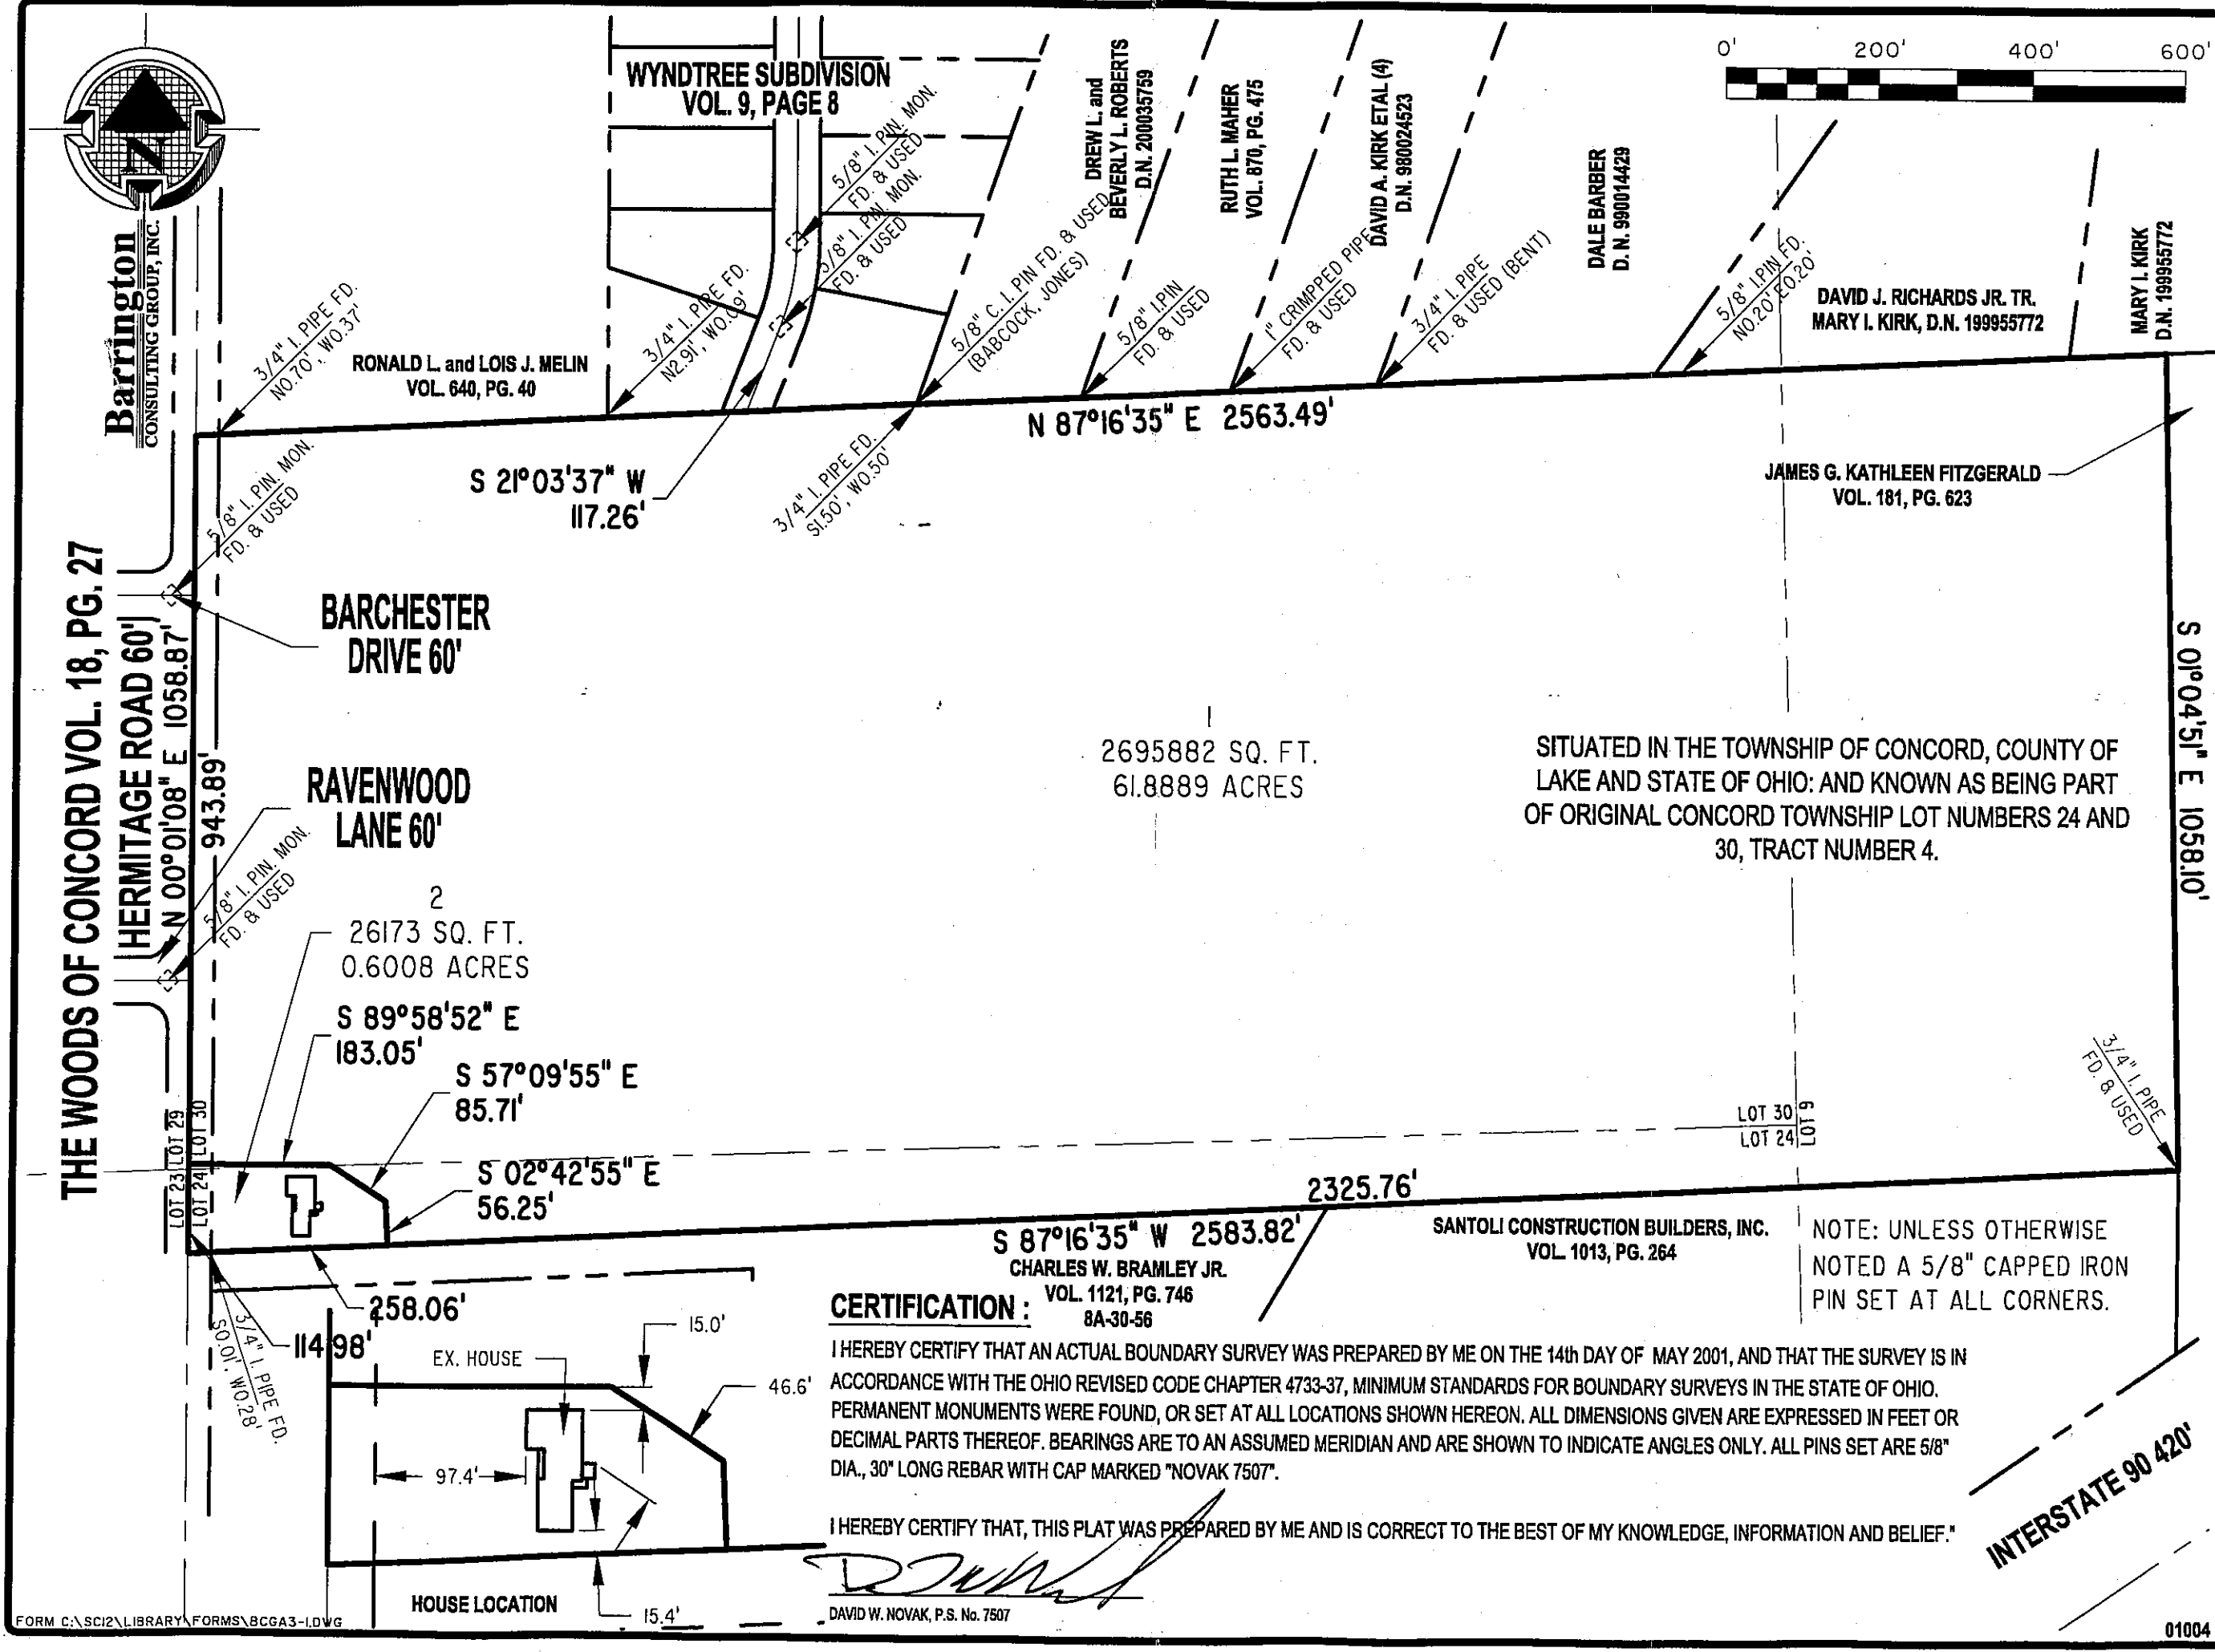 0' 200' 400' 600'
N
Barrington
CONSULTING GROUP, INC.
WYNDTREE SUBDIVISION
VOL. 9, PAGE 8
5/8" I. PIN. MON.
FD. & USED
5/8" I. PIN. MON.
FD. & USED
DREW L. and
BEVERLY L. ROBERTS
D.N. 200035759
RUTH L. MAHER
VOL. 870, PG. 475
DAVID A. KIRK ETAL (4)
D.N. 980024523
DALE BARBER
D. N. 990014429
DAVID J. RICHARDS JR. TR.
MARY I. KIRK, D.N. 199955772
MARY I. KIRK
D.N. 199955772
3/4" I. PIPE FD.
N0.70', W0.37'
RONALD L. and LOIS J. MELIN
VOL. 640, PG. 40
3/4" I. PIPE FD.
N2.91', W0.09'
5/8" C. I. PIN FD. & USED
(BABCOCK, JONES)
5/8" I.PIN
FD. & USED
1" CRIMPPED PIPE
FD. & USED
3/4" I. PIPE
FD. & USED (BENT)
5/8" I.PIN FD.
N0.20' E0.20'
N 87°16'35" E 2563.49'
S 21°03'37" W
117.26'
3/4" I. PIPE FD.
S1.50', W0.50'
JAMES G. KATHLEEN FITZGERALD
VOL. 181, PG. 623
5/8" I. PIN. MON.
FD. & USED
THE WOODS OF CONCORD VOL. 18, PG. 27
(HERMITAGE ROAD 60')
N 00°01'08" E 1058.87'
943.89'
BARCHESTER
DRIVE 60'
RAVENWOOD
LANE 60'
5/8" I. PIN. MON.
FD. & USED
1
2695882 SQ. FT.
61.8889 ACRES
SITUATED IN THE TOWNSHIP OF CONCORD, COUNTY OF
LAKE AND STATE OF OHIO: AND KNOWN AS BEING PART
OF ORIGINAL CONCORD TOWNSHIP LOT NUMBERS 24 AND
30, TRACT NUMBER 4.
S 01°04'51" E 1058.10'
2
26173 SQ. FT.
0.6008 ACRES
S 89°58'52" E
183.05'
S 57°09'55" E
85.71'
S 02°42'55" E
56.25'
LOT 29
LOT 30
LOT 23
LOT 24
LOT 30
LOT 24
LOT 9
3/4" I. PIPE
FD. & USED
2325.76'
S 87°16'35" W 2583.82'
CHARLES W. BRAMLEY JR.
VOL. 1121, PG. 746
8A-30-56
SANTOLI CONSTRUCTION BUILDERS, INC.
VOL. 1013, PG. 264
NOTE: UNLESS OTHERWISE
NOTED A 5/8" CAPPED IRON
PIN SET AT ALL CORNERS.
258.06'
114.98'
3/4" I. PIPE FD.
S0.01', W0.28'
EX. HOUSE
15.0'
46.6'
97.4'
15.4'
HOUSE LOCATION
CERTIFICATION :
I HEREBY CERTIFY THAT AN ACTUAL BOUNDARY SURVEY WAS PREPARED BY ME ON THE 14th DAY OF MAY 2001, AND THAT THE SURVEY IS IN
ACCORDANCE WITH THE OHIO REVISED CODE CHAPTER 4733-37, MINIMUM STANDARDS FOR BOUNDARY SURVEYS IN THE STATE OF OHIO.
PERMANENT MONUMENTS WERE FOUND, OR SET AT ALL LOCATIONS SHOWN HEREON. ALL DIMENSIONS GIVEN ARE EXPRESSED IN FEET OR
DECIMAL PARTS THEREOF. BEARINGS ARE TO AN ASSUMED MERIDIAN AND ARE SHOWN TO INDICATE ANGLES ONLY. ALL PINS SET ARE 5/8"
DIA., 30" LONG REBAR WITH CAP MARKED "NOVAK 7507".
I HEREBY CERTIFY THAT, THIS PLAT WAS PREPARED BY ME AND IS CORRECT TO THE BEST OF MY KNOWLEDGE, INFORMATION AND BELIEF."
DAVID W. NOVAK, P.S. No. 7507
INTERSTATE 90 420'
FORM C:\SCI2\LIBRARY\FORMS\BCGA3-1.DWG
01004